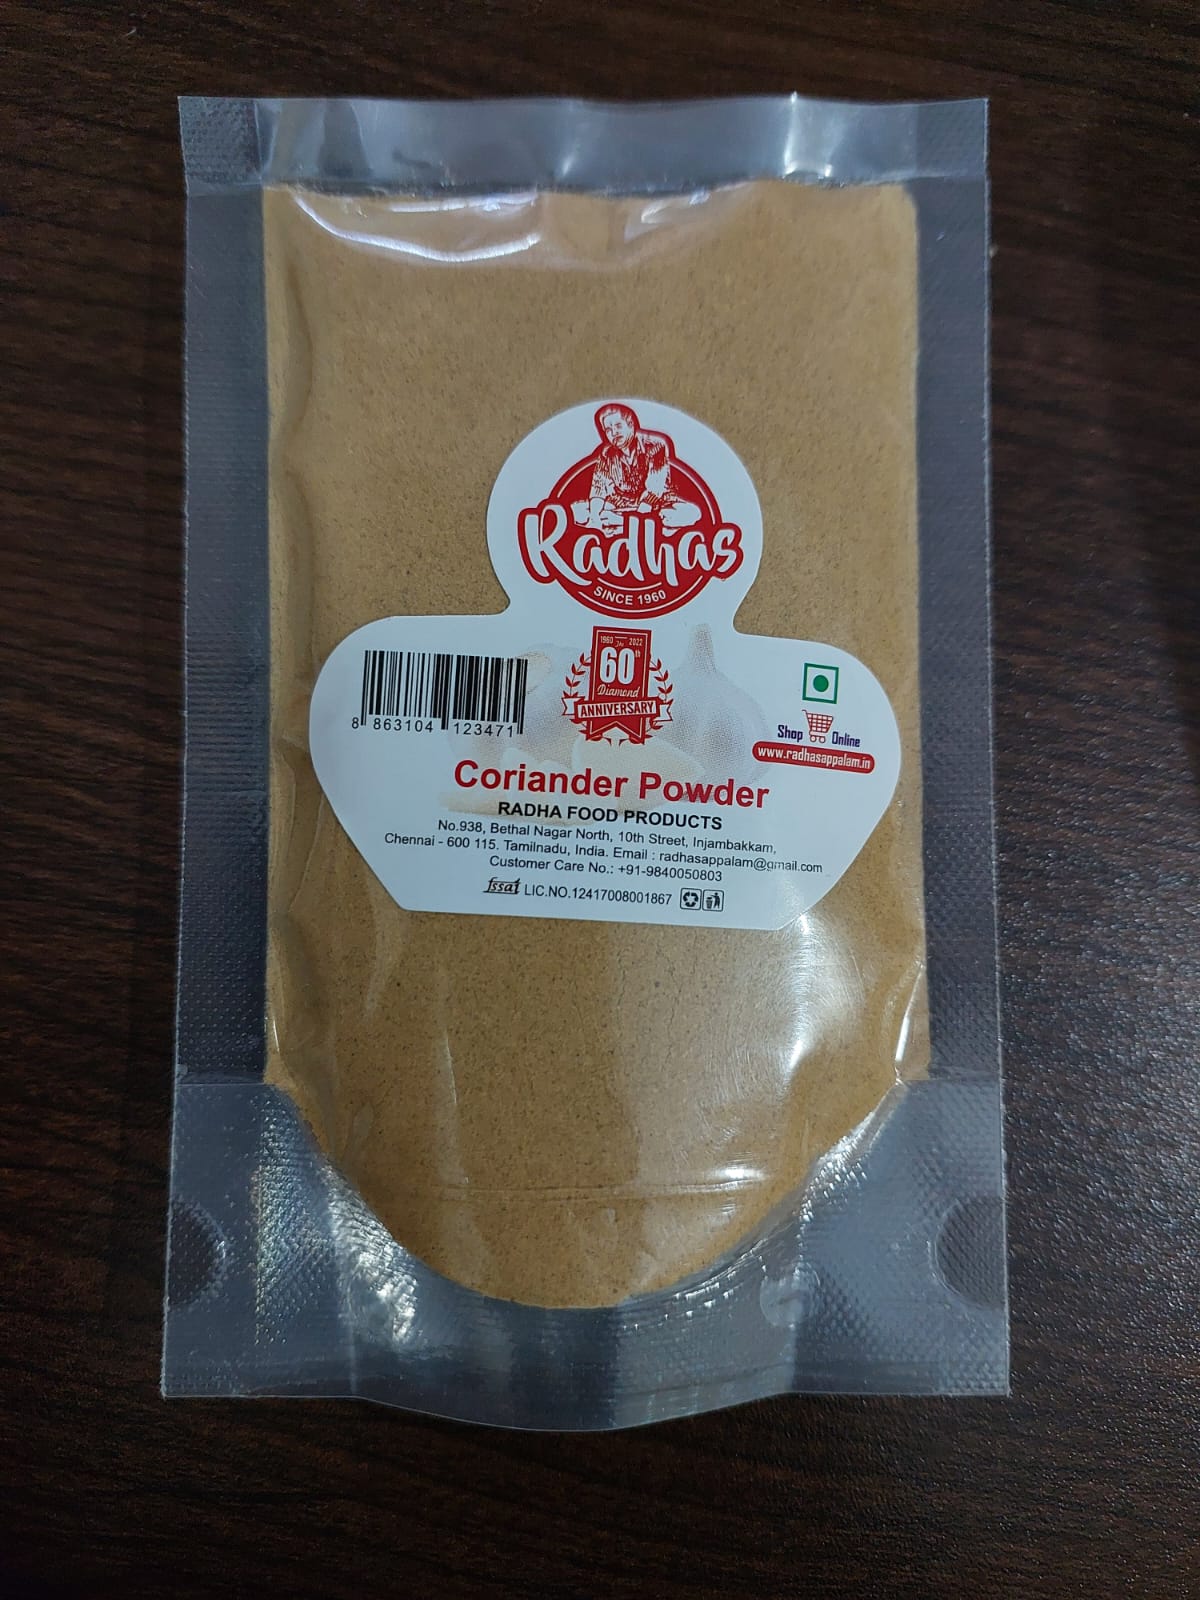 Radhas
SINCE 1960
1960 To 2022
60th
Diamond
ANNIVERSARY
8 863104 123471
Shop Online
www.radhasappalam.in
Coriander Powder
RADHA FOOD PRODUCTS
No.938, Bethal Nagar North, 10th Street, Injambakkam,
Chennai - 600 115. Tamilnadu, India. Email : radhasappalam@gmail.com
Customer Care No.: +91-9840050803
fssai LIC.NO.12417008001867